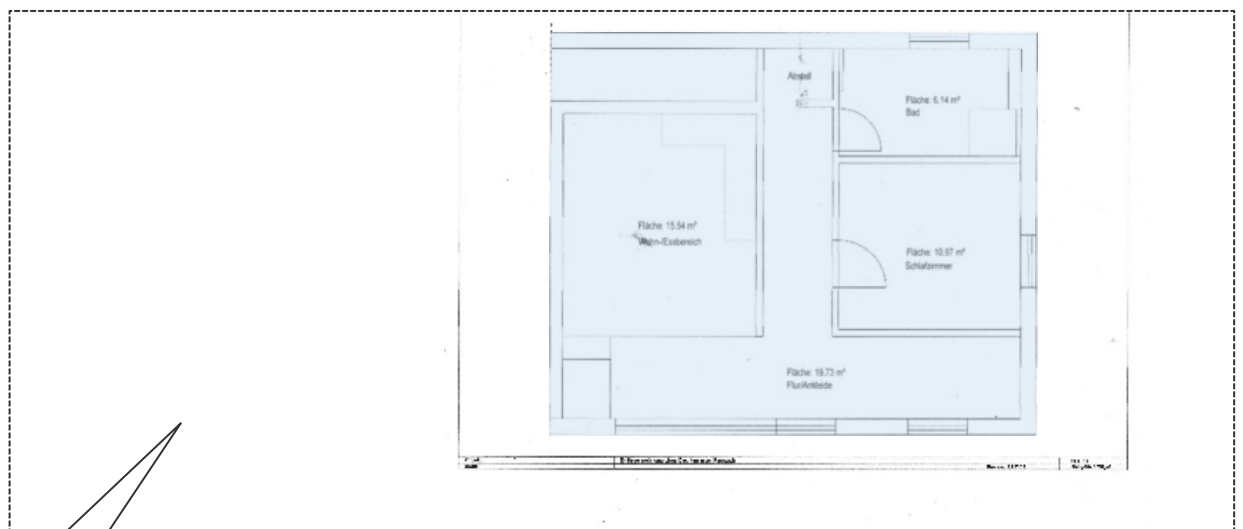 Abstell
Fläche: 6.14 m²
Bad
Fläche: 15.54 m²
Wohn-/Essbereich
Fläche: 10.97 m²
Schlafzimmer
Fläche: 19.73 m²
Flur/Ankleide